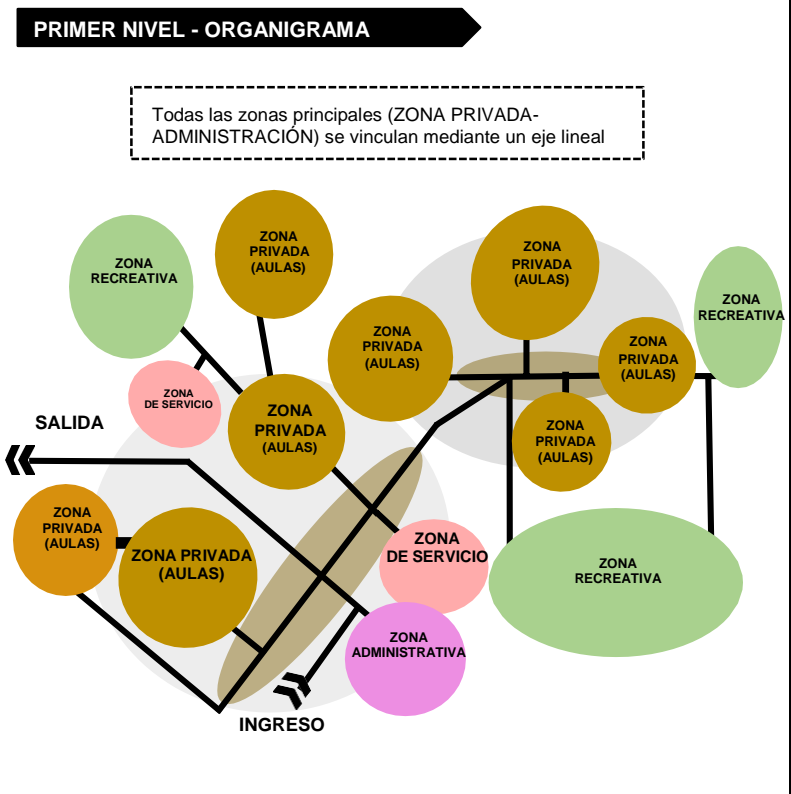 PRIMER NIVEL - ORGANIGRAMA
Todas las zonas principales (ZONA PRIVADA-
ADMINISTRACIÓN) se vinculan mediante un eje lineal
ZONA
RECREATIVA
ZONA
PRIVADA
(AULAS)
ZONA
PRIVADA
(AULAS)
ZONA
RECREATIVA
ZONA
PRIVADA
(AULAS)
ZONA
PRIVADA
(AULAS)
ZONA
DE SERVICIO
ZONA
PRIVADA
(AULAS)
ZONA
PRIVADA
(AULAS)
SALIDA
ZONA
PRIVADA
(AULAS)
ZONA PRIVADA
(AULAS)
ZONA
DE SERVICIO
ZONA
RECREATIVA
ZONA
ADMINISTRATIVA
INGRESO